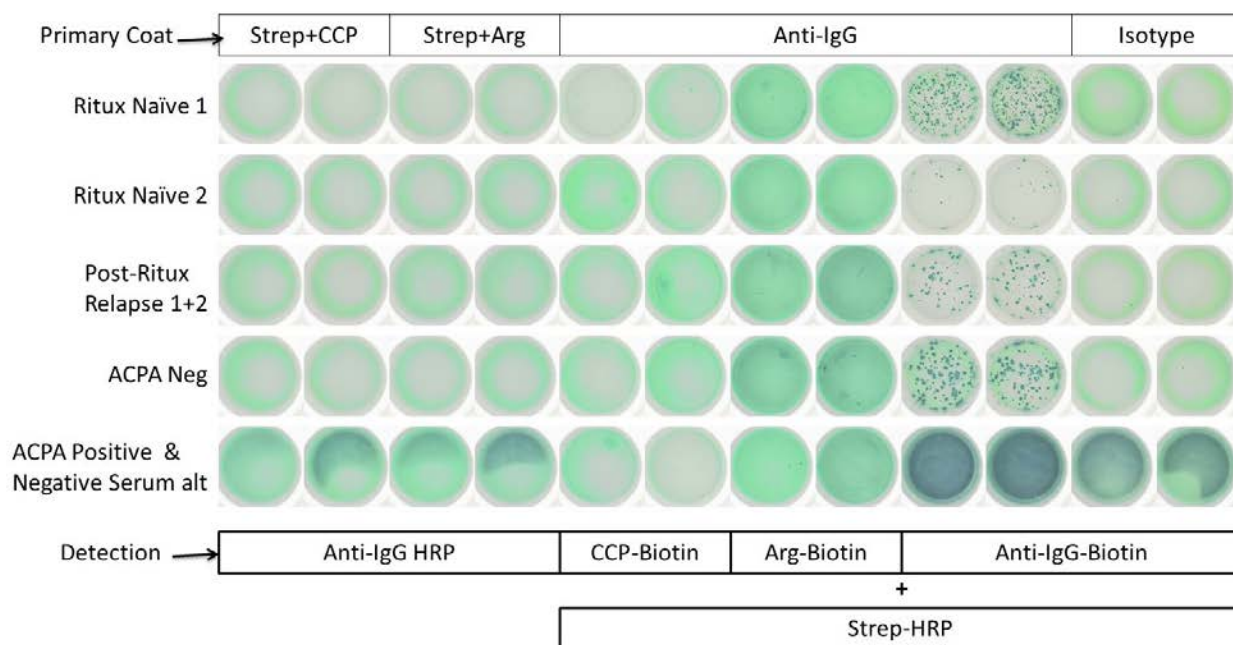 Primary Coat Strep+CCP Strep+Arg Anti-IgG Isotype
Ritux Naïve 1
Ritux Naïve 2
Post-Ritux
Relapse 1+2
ACPA Neg
ACPA Positive &
Negative Serum alt
Detection Anti-IgG HRP CCP-Biotin Arg-Biotin Anti-IgG-Biotin
+
Strep-HRP